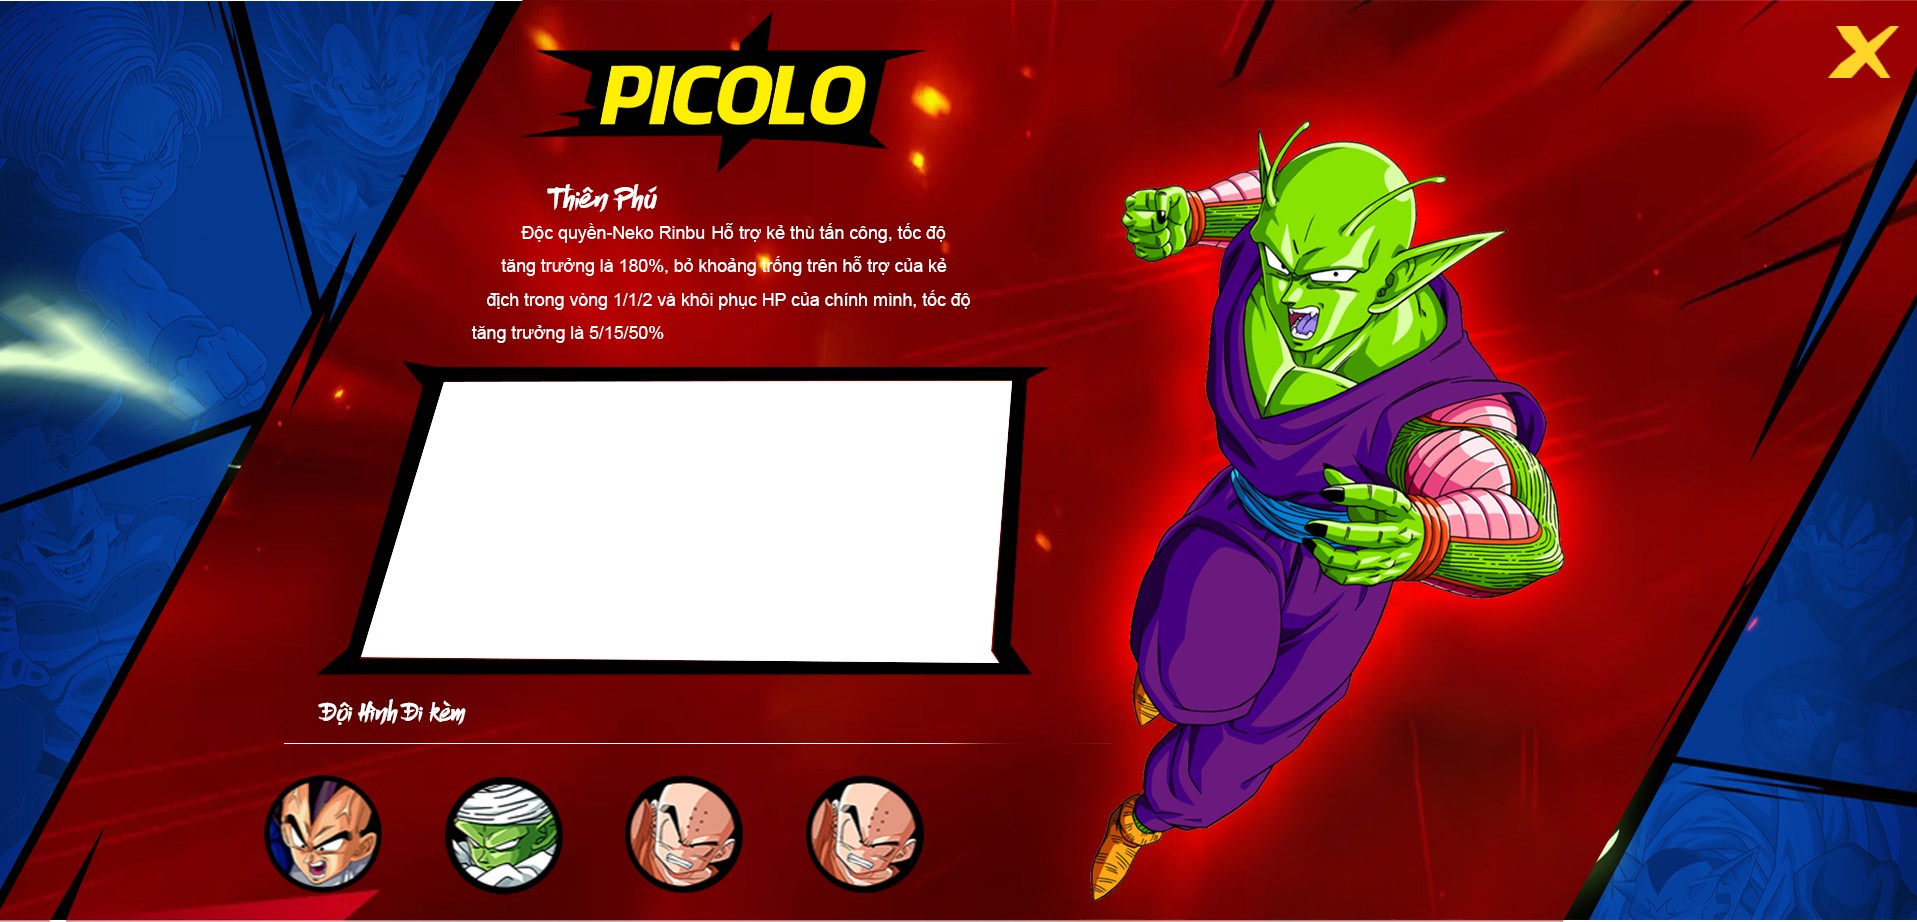 PICOLO
Thiên Phú
Độc quyền-Neko Rinbu Hỗ trợ kẻ thù tấn công, tốc độ
tăng trưởng là 180%, bỏ khoảng trống trên hỗ trợ của kẻ
địch trong vòng 1/1/2 và khôi phục HP của chính mình, tốc độ
tăng trưởng là 5/15/50%
Đội Hình Đi kèm